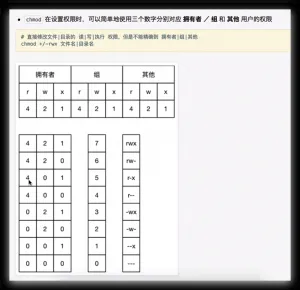 • chmod 在设置权限时，可以简单地使用三个数字分别对应 拥有者 ／ 组 和 其他 用户的权限
# 直接修改文件|目录的 读|写|执行 权限，但是不能精确到 拥有者|组|其他
chmod +/-rwx 文件名|目录名
拥有者 组 其他
r w x r w x r w x
4 2 1 4 2 1 4 2 1
4 2 1 7 rwx
4 2 0 6 rw-
4 0 1 5 r-x
4 0 0 4 r--
0 2 1 3 -wx
0 2 0 2 -w-
0 0 1 1 --x
0 0 0 0 ---